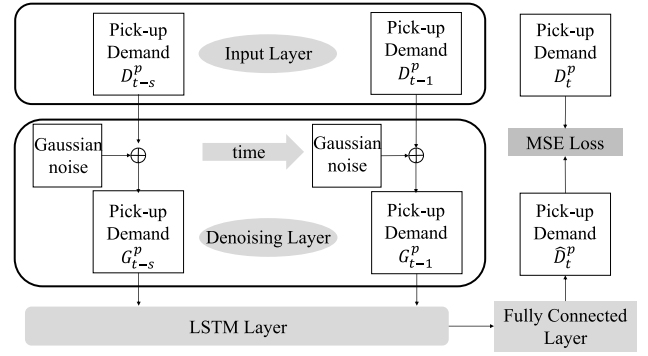 Pick-up
Demand
D^p_{t-s}
Input Layer
Pick-up
Demand
D^p_{t-1}
Pick-up
Demand
D^p_t
Gaussian
noise
time
Gaussian
noise
MSE Loss
Pick-up
Demand
G^p_{t-s}
Denoising Layer
Pick-up
Demand
G^p_{t-1}
Pick-up
Demand
D̂^p_t
LSTM Layer
Fully Connected
Layer